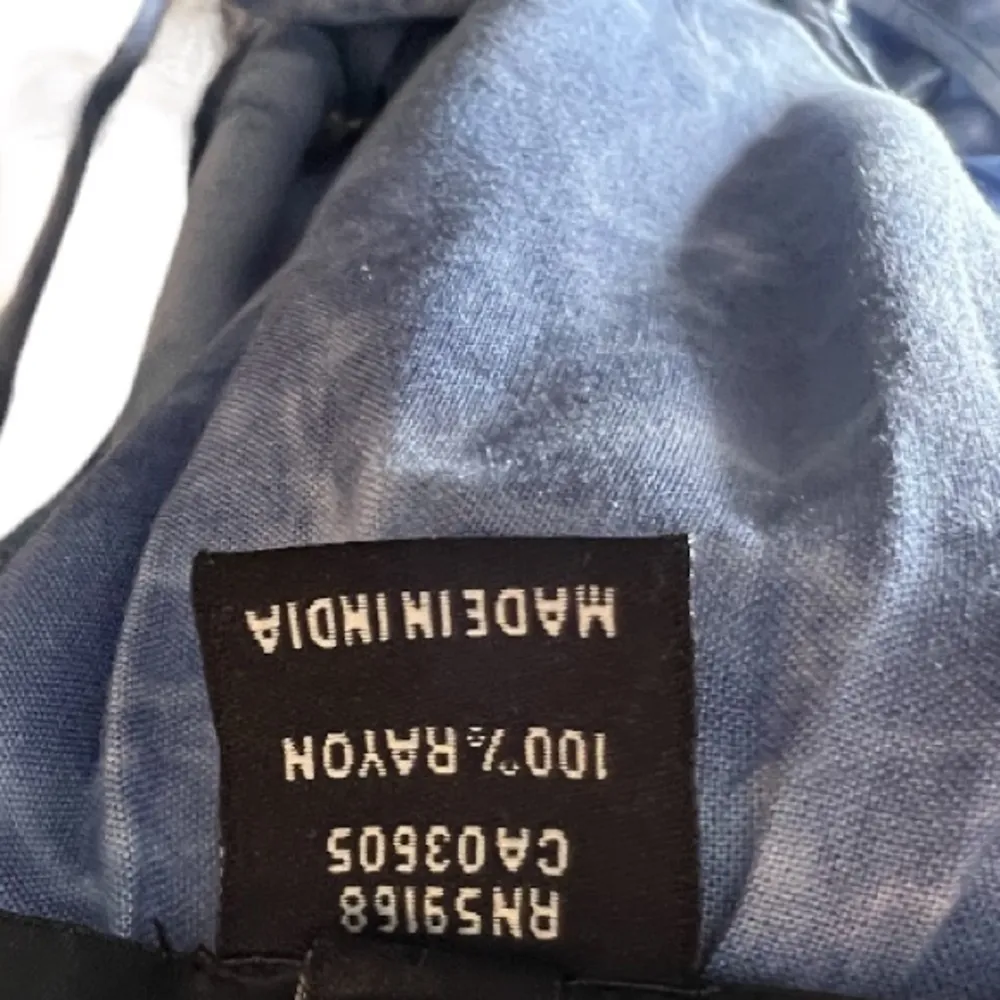 RN59168
CA03605
100% RAYON
MADE IN INDIA